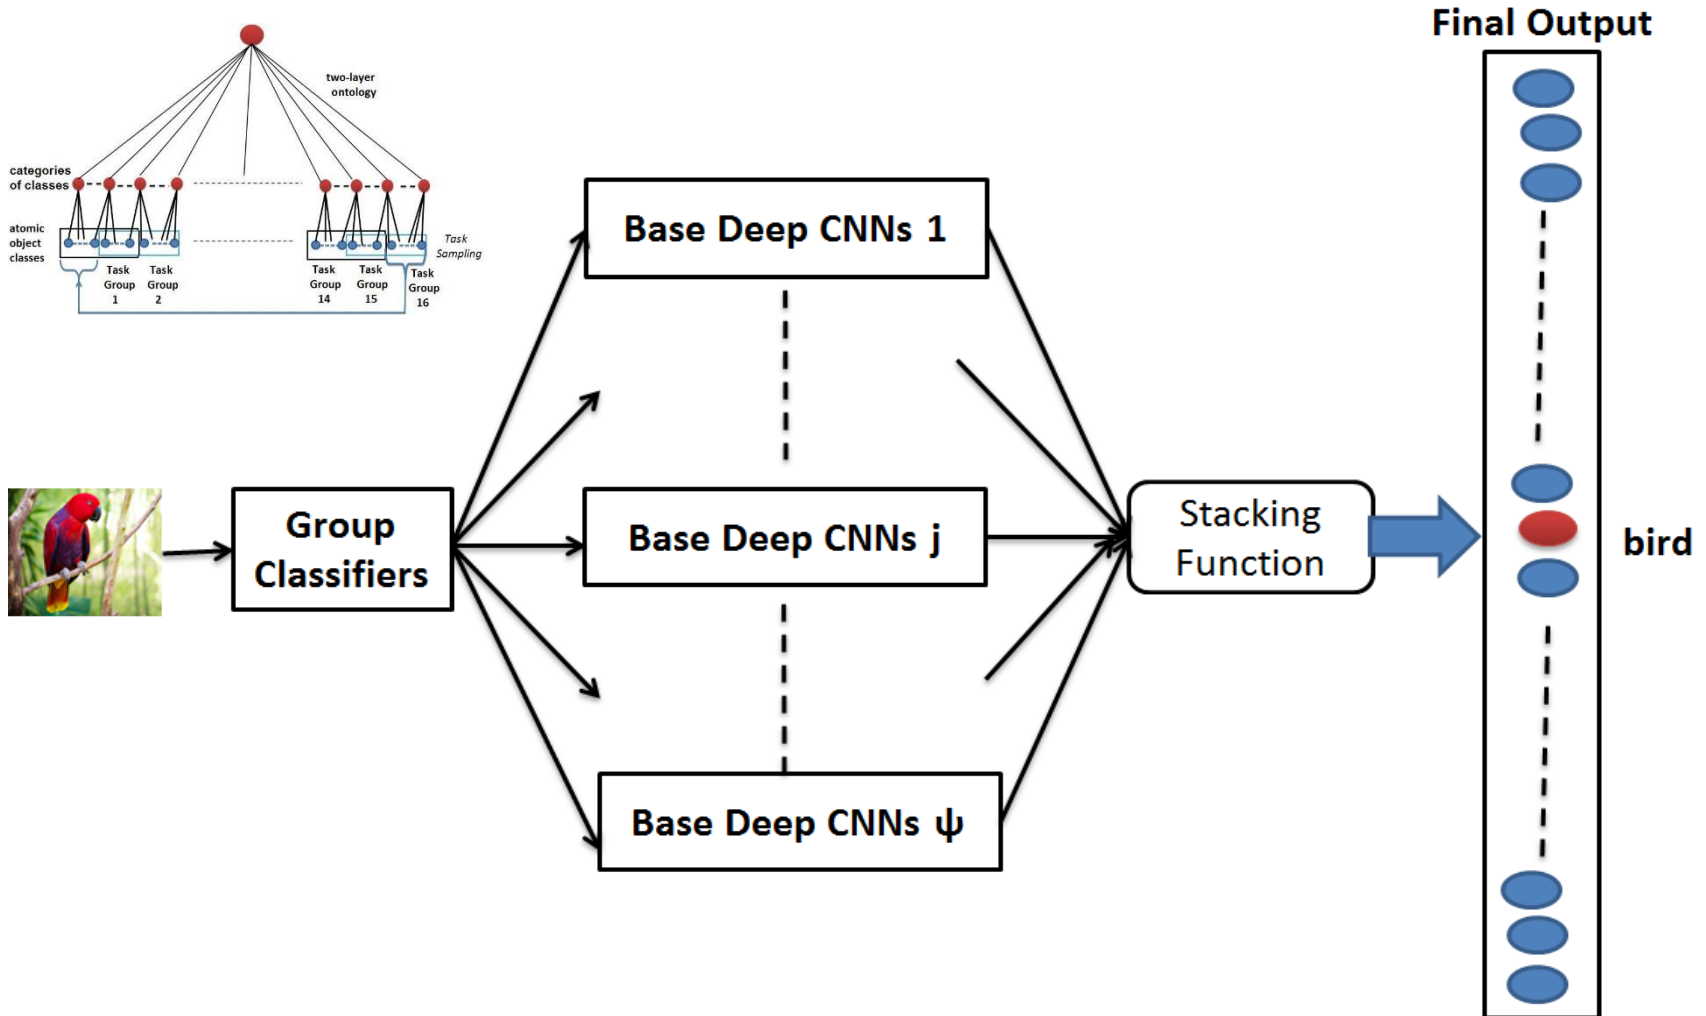 Final Output
two-layer
ontology
categories
of classes
atomic
object
classes
Task
Sampling
Task
Group
1
Task
Group
2
Task
Group
14
Task
Group
15
Task
Group
16
Base Deep CNNs 1
Group
Classifiers
Base Deep CNNs j
Stacking
Function
bird
Base Deep CNNs ψ